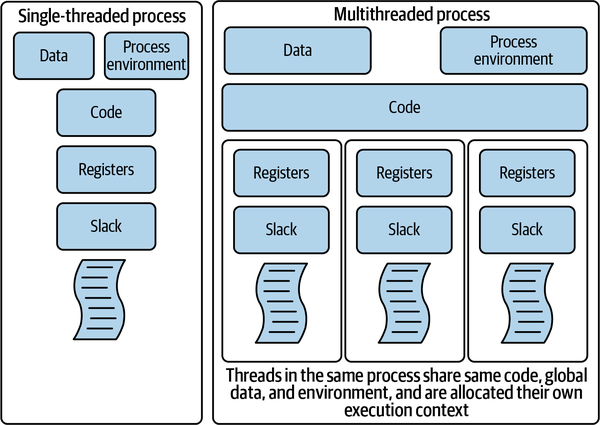 Single-threaded process
Data
Process
environment
Code
Registers
Slack
Multithreaded process
Data
Process
environment
Code
Registers
Registers
Registers
Slack
Slack
Slack
Threads in the same process share same code, global
data, and environment, and are allocated their own
execution context